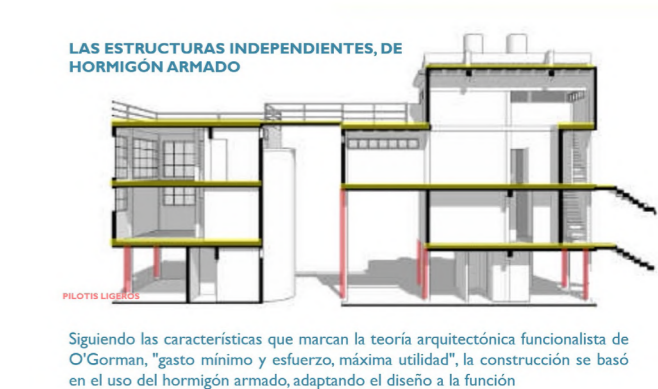 LAS ESTRUCTURAS INDEPENDIENTES, DE
HORMIGÓN ARMADO
PILOTIS LIGEROS
Siguiendo las características que marcan la teoría arquitectónica funcionalista de
O'Gorman, "gasto mínimo y esfuerzo, máxima utilidad", la construcción se basó
en el uso del hormigón armado, adaptando el diseño a la función